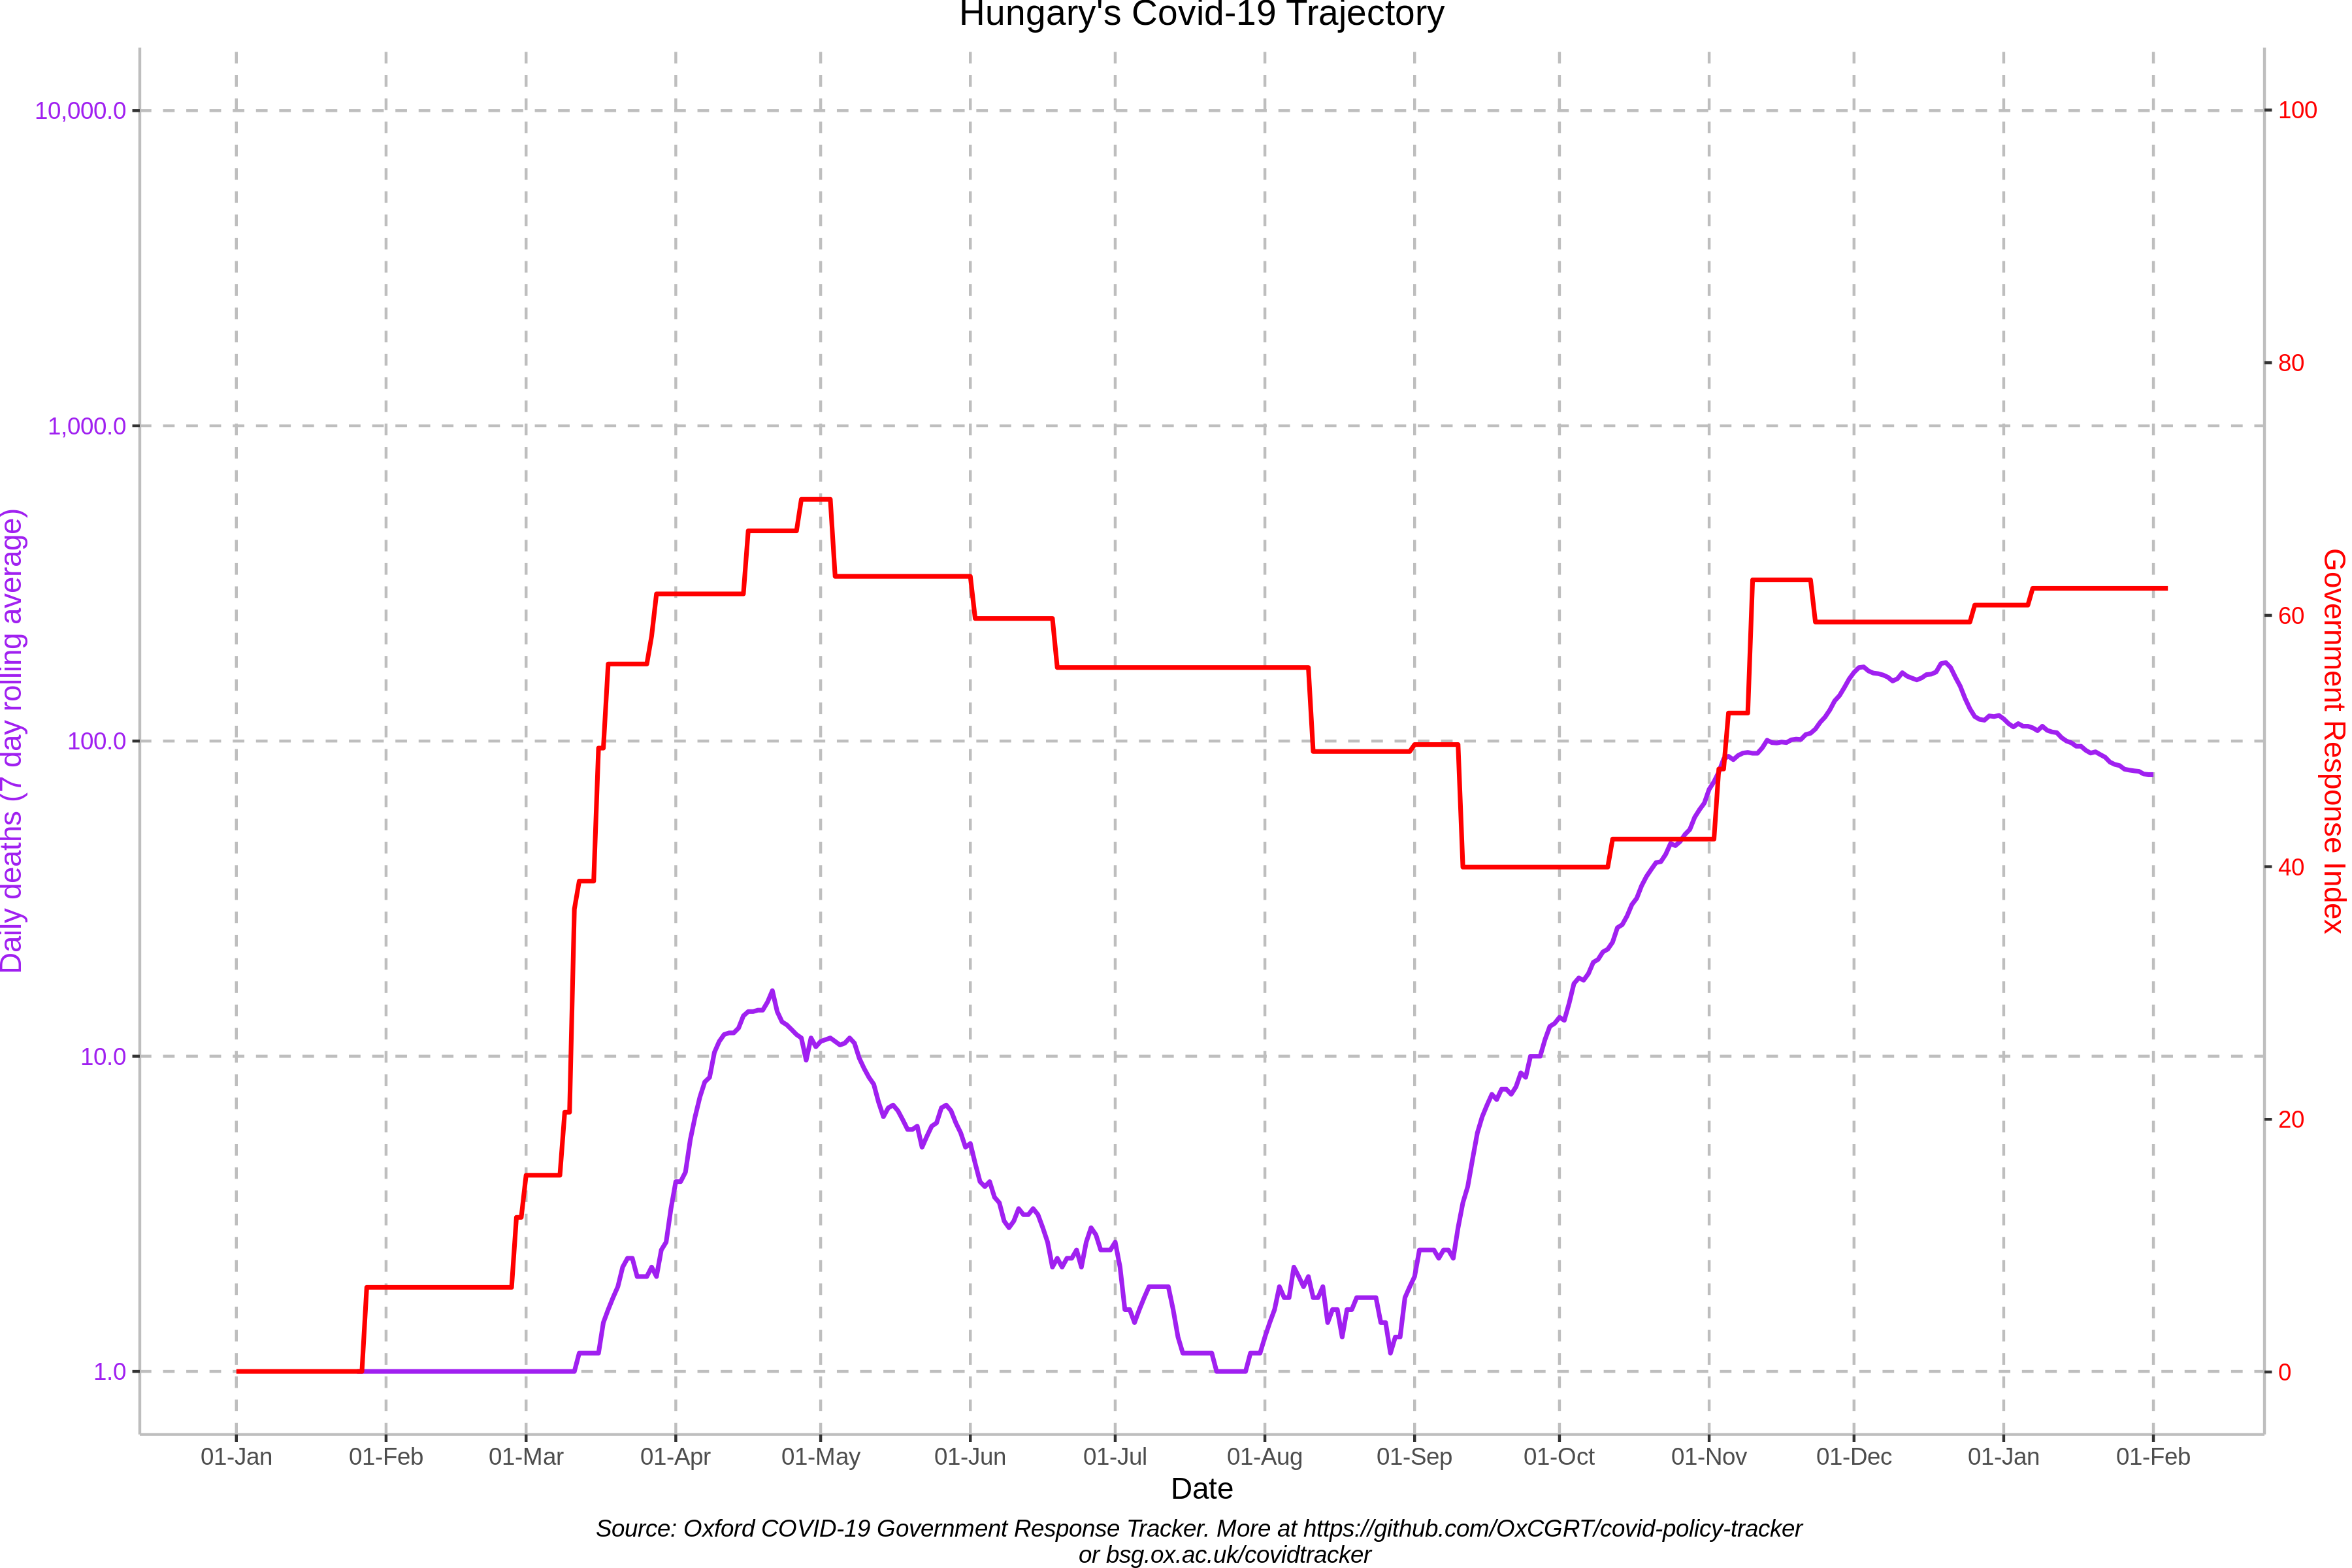 Hungary's Covid-19 Trajectory
10,000.0
1,000.0
100.0
10.0
1.0
Daily deaths (7 day rolling average)
100
80
60
40
20
0
Government Response Index
01-Jan 01-Feb 01-Mar 01-Apr 01-May 01-Jun 01-Jul 01-Aug 01-Sep 01-Oct 01-Nov 01-Dec 01-Jan 01-Feb
Date
Source: Oxford COVID-19 Government Response Tracker. More at https://github.com/OxCGRT/covid-policy-tracker
or bsg.ox.ac.uk/covidtracker